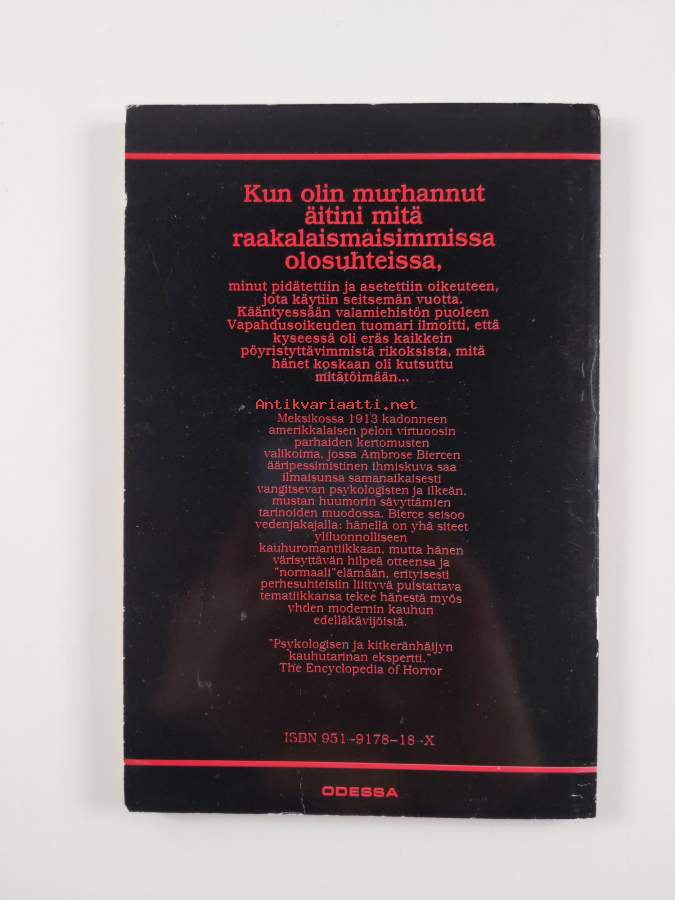 Kun olin murhannut
äitini mitä
raakalaismaisimmissa
olosuhteissa,
minut pidätettiin ja asetettiin oikeuteen,
jota käytiin seitsemän vuotta.
Kääntyessään valamiehistön puoleen
Vapahdusoikeuden tuomari ilmoitti, että
kyseessä oli eräs kaikkein
pöyristyttävimmistä rikoksista, mitä
hänet koskaan oli kutsuttu
mitätöimään...
Antikvariaatti.net
Meksikossa 1913 kadonneen
amerikkalaisen pelon virtuoosin
parhaiden kertomusten
valikoima, jossa Ambrose Biercen
ääripessimistinen ihmiskuva saa
ilmaisunsa samanaikaisesti
vangitsevan psykologisten ja ilkeän,
mustan huumorin sävyttämien
tarinoiden muodossa. Bierce seisoo
vedenjakajalla: hänellä on yhä siteet
yliluonnolliseen
kauhuromantiikkaan, mutta hänen
värisyttävän hilpeä otteensa ja
"normaali"elämään, erityisesti
perhesuhteisiin liittyvä puistattava
tematiikkansa tekee hänestä myös
yhden modernin kauhun
edelläkävijöistä.
"Psykologisen ja kitkeränhäijyn
kauhutarinan ekspertti."
The Encyclopedia of Horror
ISBN 951-9178-18-X
ODESSA